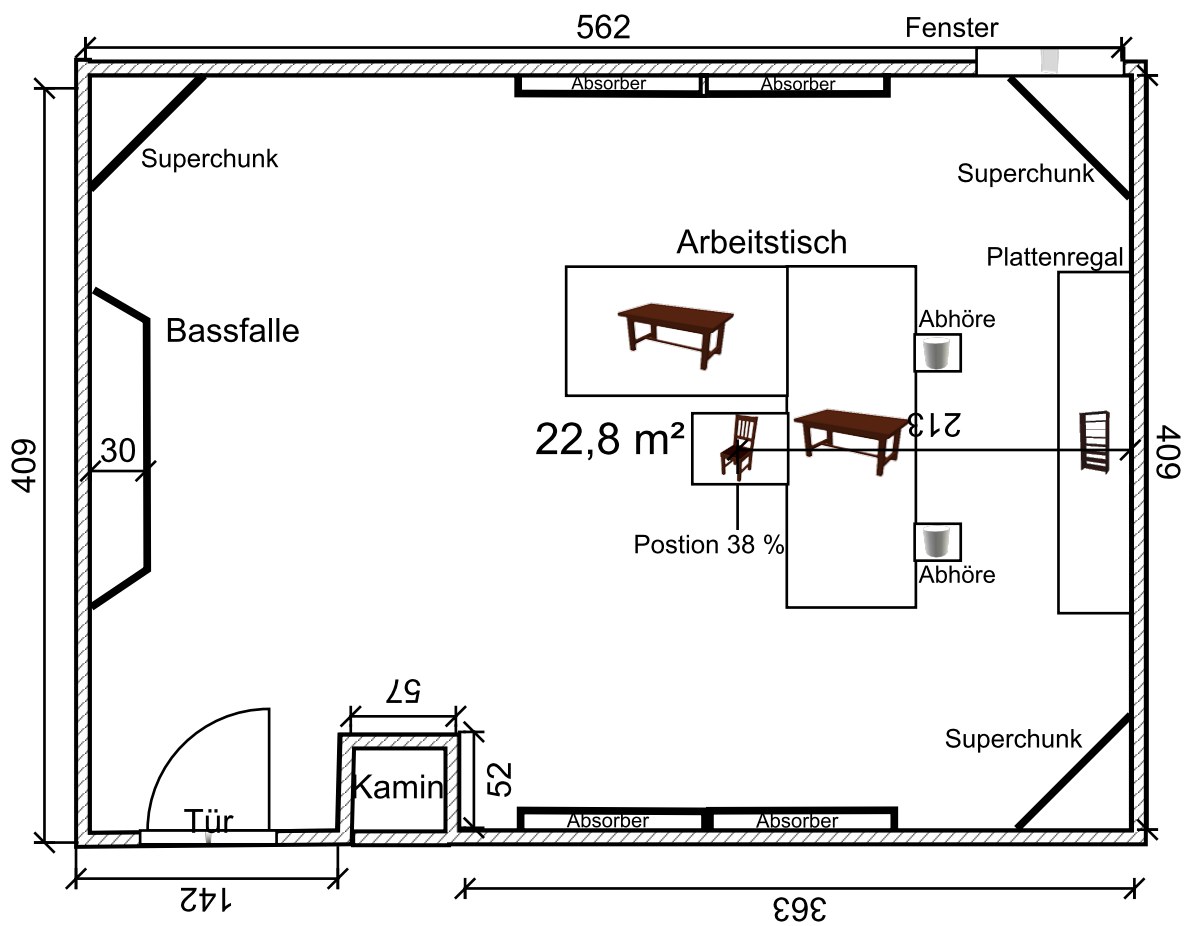 562
Fenster
Absorber
Absorber
Superchunk
Superchunk
Arbeitstisch
Plattenregal
Abhöre
Bassfalle
213
22,8 m²
30
409
409
Postion 38 %
Abhöre
57
Superchunk
52
Kamin
Tür
Absorber
Absorber
142
363